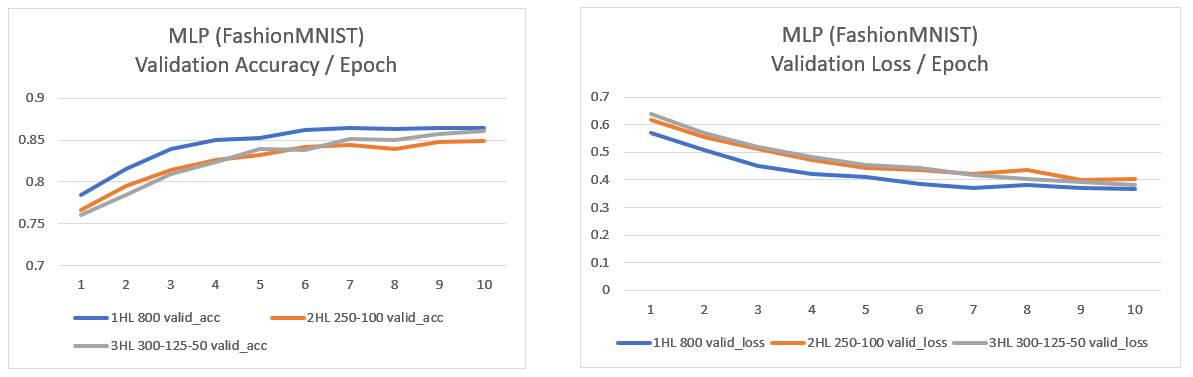 MLP (FashionMNIST)
Validation Accuracy / Epoch
0.9
0.85
0.8
0.75
0.7
1 2 3 4 5 6 7 8 9 10
1HL 800 valid_acc 2HL 250-100 valid_acc
3HL 300-125-50 valid_acc
MLP (FashionMNIST)
Validation Loss / Epoch
0.7
0.6
0.5
0.4
0.3
0.2
0.1
0
1 2 3 4 5 6 7 8 9 10
1HL 800 valid_loss 2HL 250-100 valid_loss 3HL 300-125-50 valid_loss